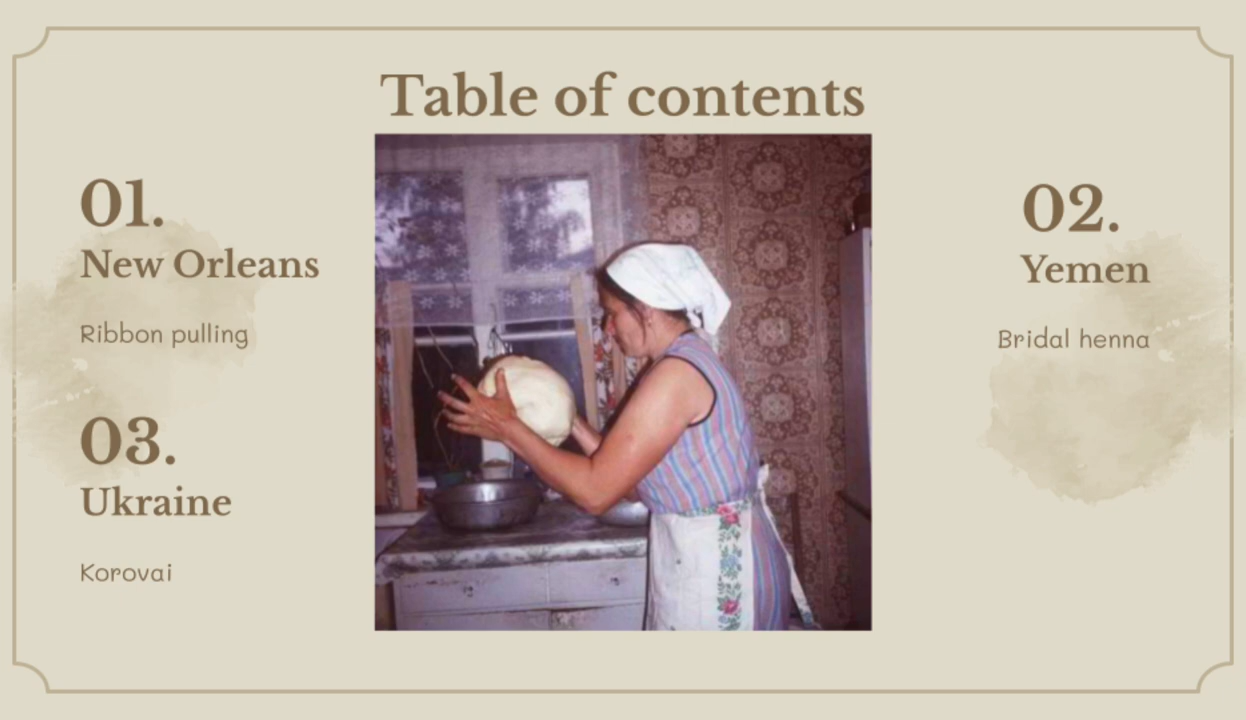 Table of contents
01.
New Orleans
Ribbon pulling
02.
Yemen
Bridal henna
03.
Ukraine
Korovai